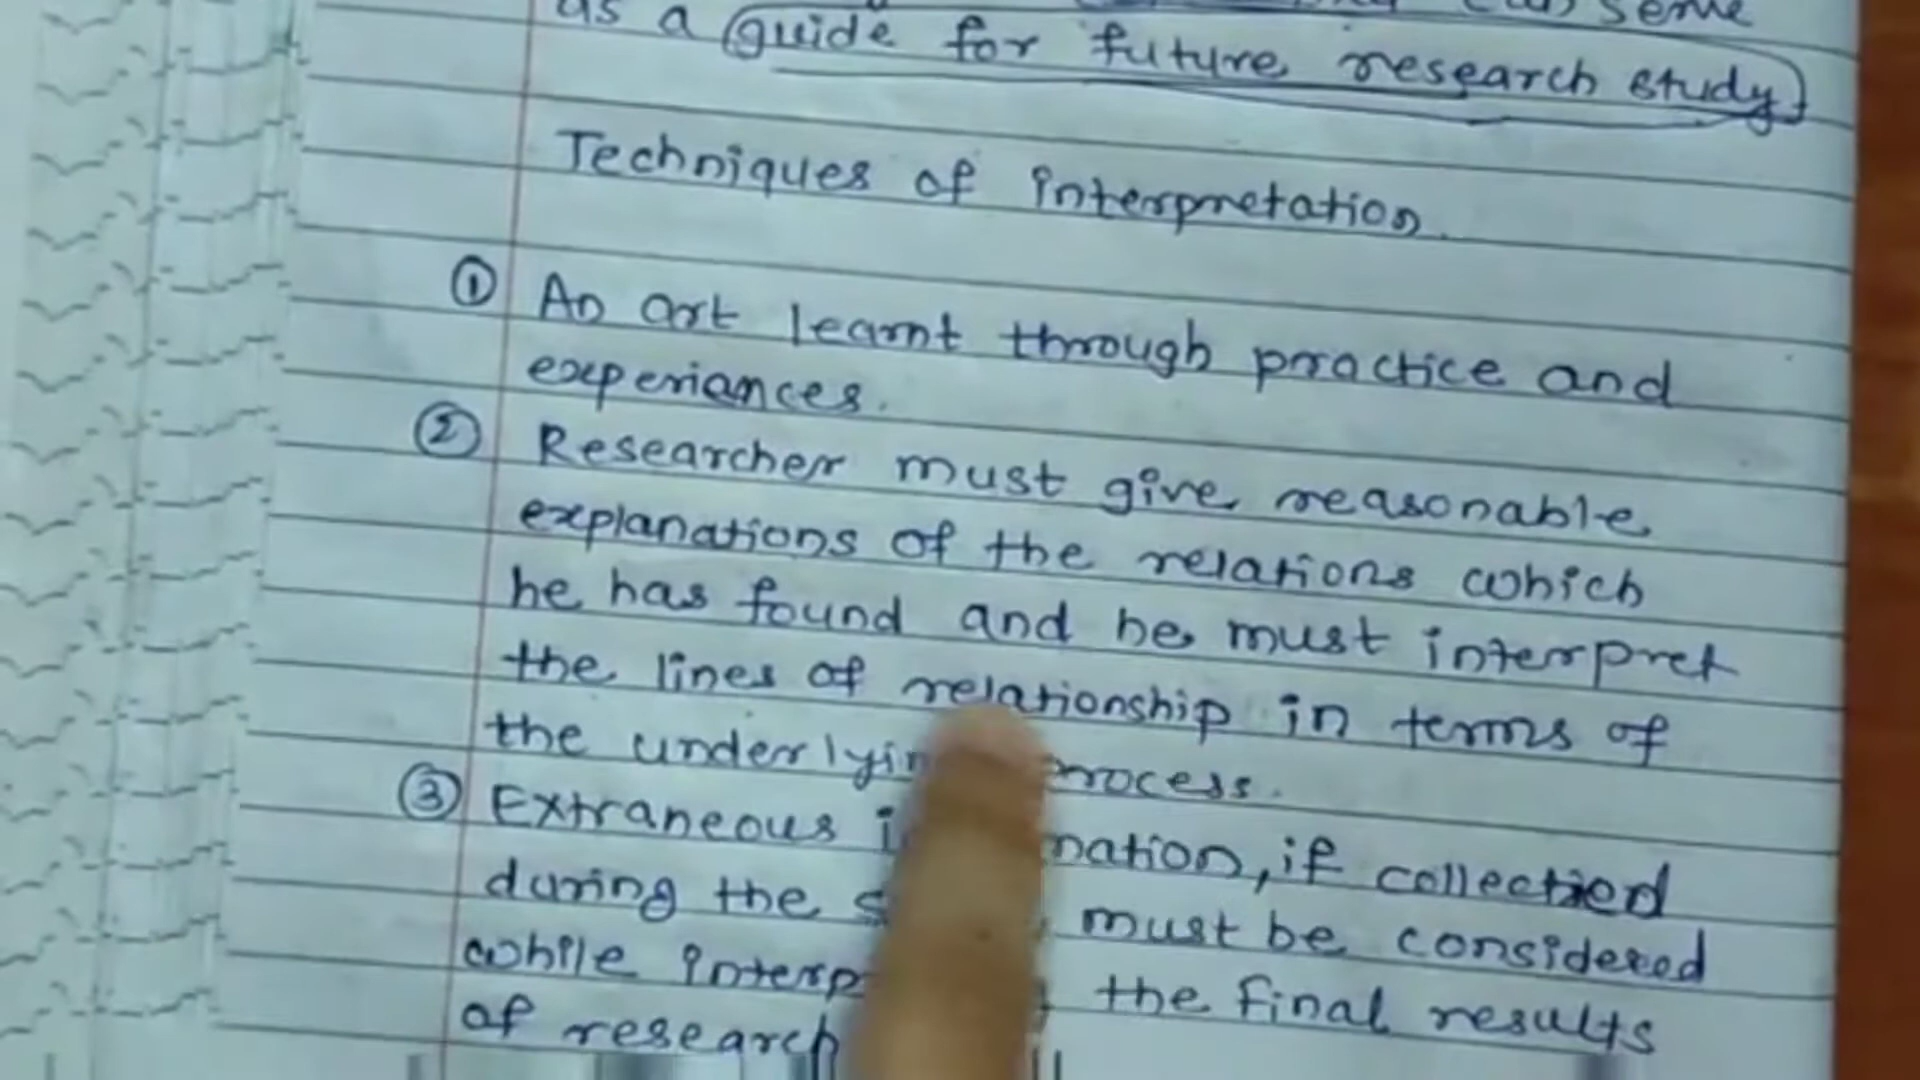 as a guide for future research study
Techniques of interpretation.
① An art learnt through practice and
experiances.
② Researcher must give reasonable
explanations of the relations which
he has found and he must interpret
the lines of relationship in terms of
the underlyin process.
③ Extraneous nation, if collectied
during the must be considered
while interp the final results
of research